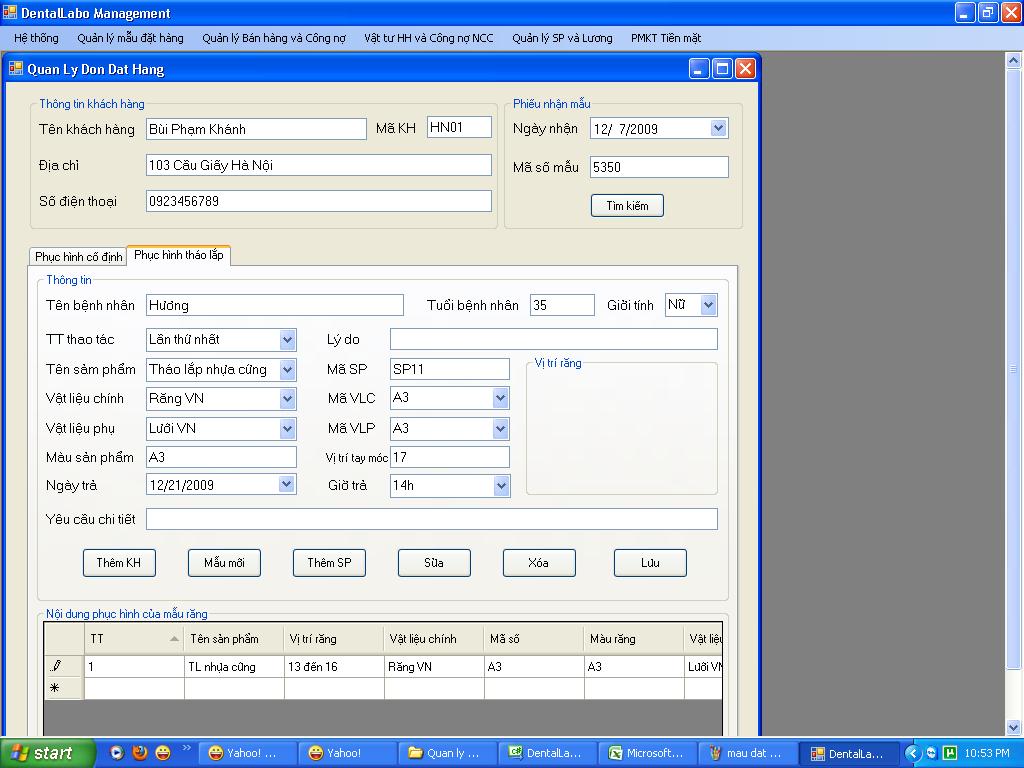 DentalLabo Management
Hệ thống Quản lý mẫu đặt hàng Quản lý Bán hàng và Công nợ Vật tư HH và Công nợ NCC Quản lý SP và Lương PMKT Tiền mặt
Quan Ly Don Dat Hang
Thông tin khách hàng
Tên khách hàng Bùi Phạm Khánh Mã KH HN01
Địa chỉ 103 Cầu Giấy Hà Nội
Số điện thoại 0923456789
Phiếu nhận mẫu
Ngày nhận 12/ 7/2009
Mã số mẫu 5350
Tìm kiếm
Phục hình cố định Phục hình tháo lắp
Thông tin
Tên bệnh nhân Hương Tuổi bệnh nhân 35 Giời tính Nữ
TT thao tác Lần thứ nhất Lý do
Tên sảm phẩm Tháo lắp nhựa cứng Mã SP SP11 Vị trí răng
Vật liệu chính Răng VN Mã VLC A3
Vật liệu phụ Lưới VN Mã VLP A3
Màu sản phẩm A3 Vị trí tay móc 17
Ngày trả 12/21/2009 Giờ trả 14h
Yêu cầu chi tiết
Thêm KH Mẫu mới Thêm SP Sửa Xóa Lưu
Nội dung phục hình của mẫu răng
TT Tên sản phẩm Vị trí răng Vật liệu chính Mã số Màu răng Vật liệu
1 TL nhựa cứng 13 đến 16 Răng VN A3 A3 Lưới VN
start Yahoo! ... Yahoo! Quan ly ... DentalLa... Microsoft... mau dat ... DentalLa... 10:53 PM